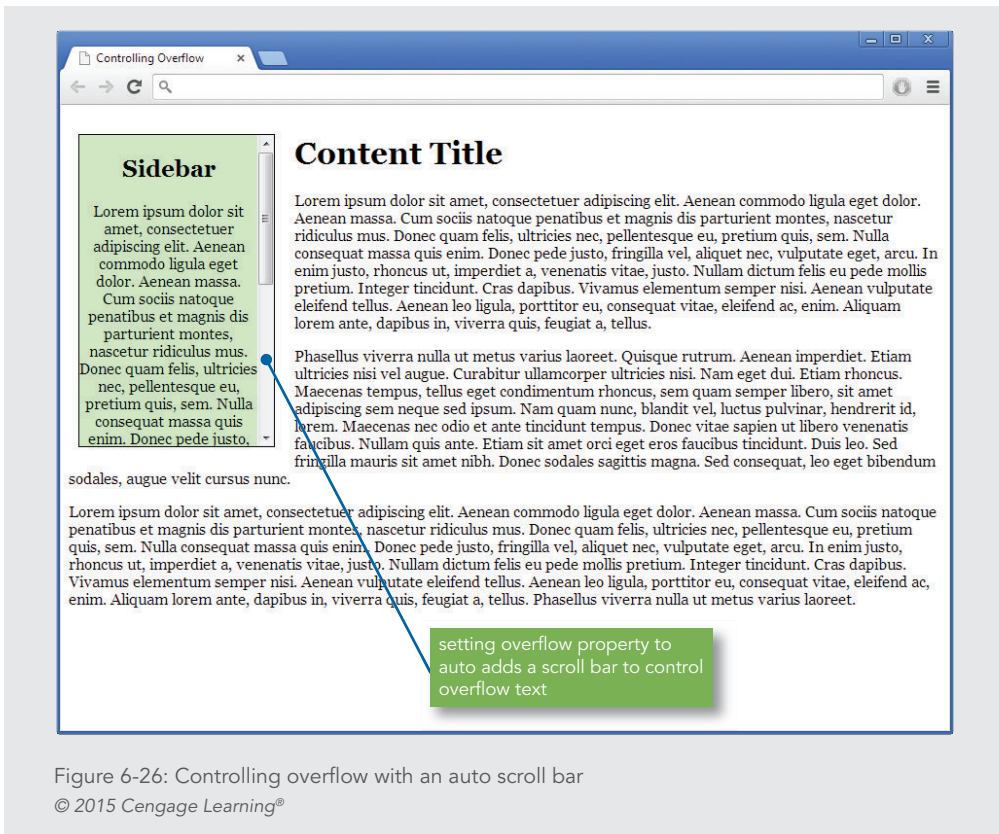 Controlling Overflow
Sidebar
Lorem ipsum dolor sit
amet, consectetuer
adipiscing elit. Aenean
commodo ligula eget
dolor. Aenean massa.
Cum sociis natoque
penatibus et magnis dis
parturient montes,
nascetur ridiculus mus.
Donec quam felis, ultricies
nec, pellentesque eu,
pretium quis, sem. Nulla
consequat massa quis
enim. Donec pede justo,
Content Title
Lorem ipsum dolor sit amet, consectetuer adipiscing elit. Aenean commodo ligula eget dolor.
Aenean massa. Cum sociis natoque penatibus et magnis dis parturient montes, nascetur
ridiculus mus. Donec quam felis, ultricies nec, pellentesque eu, pretium quis, sem. Nulla
consequat massa quis enim. Donec pede justo, fringilla vel, aliquet nec, vulputate eget, arcu. In
enim justo, rhoncus ut, imperdiet a, venenatis vitae, justo. Nullam dictum felis eu pede mollis
pretium. Integer tincidunt. Cras dapibus. Vivamus elementum semper nisi. Aenean vulputate
eleifend tellus. Aenean leo ligula, porttitor eu, consequat vitae, eleifend ac, enim. Aliquam
lorem ante, dapibus in, viverra quis, feugiat a, tellus.
Phasellus viverra nulla ut metus varius laoreet. Quisque rutrum. Aenean imperdiet. Etiam
ultricies nisi vel augue. Curabitur ullamcorper ultricies nisi. Nam eget dui. Etiam rhoncus.
Maecenas tempus, tellus eget condimentum rhoncus, sem quam semper libero, sit amet
adipiscing sem neque sed ipsum. Nam quam nunc, blandit vel, luctus pulvinar, hendrerit id,
lorem. Maecenas nec odio et ante tincidunt tempus. Donec vitae sapien ut libero venenatis
faucibus. Nullam quis ante. Etiam sit amet orci eget eros faucibus tincidunt. Duis leo. Sed
fringilla mauris sit amet nibh. Donec sodales sagittis magna. Sed consequat, leo eget bibendum
sodales, augue velit cursus nunc.
Lorem ipsum dolor sit amet, consectetuer adipiscing elit. Aenean commodo ligula eget dolor. Aenean massa. Cum sociis natoque
penatibus et magnis dis parturient montes, nascetur ridiculus mus. Donec quam felis, ultricies nec, pellentesque eu, pretium
quis, sem. Nulla consequat massa quis enim. Donec pede justo, fringilla vel, aliquet nec, vulputate eget, arcu. In enim justo,
rhoncus ut, imperdiet a, venenatis vitae, justo. Nullam dictum felis eu pede mollis pretium. Integer tincidunt. Cras dapibus.
Vivamus elementum semper nisi. Aenean vulputate eleifend tellus. Aenean leo ligula, porttitor eu, consequat vitae, eleifend ac,
enim. Aliquam lorem ante, dapibus in, viverra quis, feugiat a, tellus. Phasellus viverra nulla ut metus varius laoreet.
setting overflow property to
auto adds a scroll bar to control
overflow text
Figure 6-26: Controlling overflow with an auto scroll bar
© 2015 Cengage Learning®